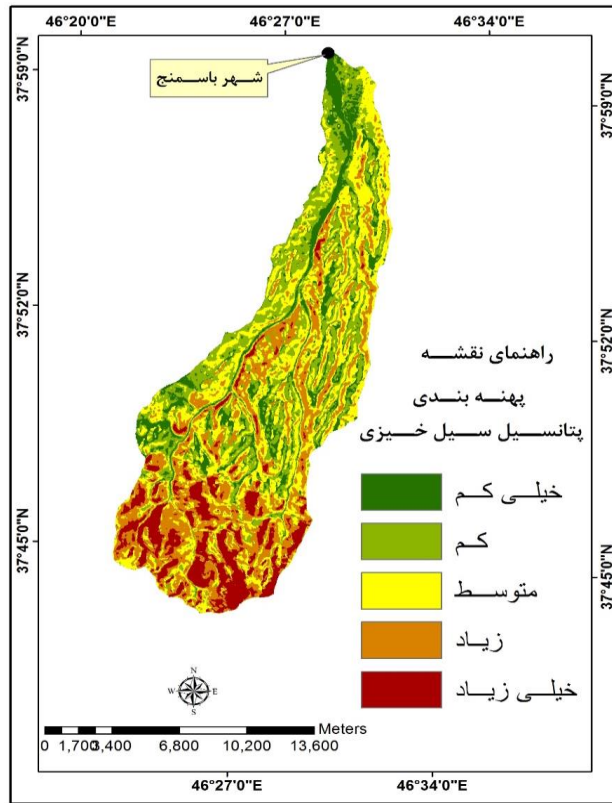 46°20'0"E 46°27'0"E 46°34'0"E
37°59'0"N
37°59'0"N
شهر باسمنج
37°52'0"N
37°52'0"N
راهنمای نقشه
پهنه بندی
پتانسیل سیل خیزی
خیلی کم
کم
متوسط
زیاد
خیلی زیاد
37°45'0"N
37°45'0"N
N
W E
S
Meters
0 1,700 3,400 6,800 10,200 13,600
46°27'0"E 46°34'0"E